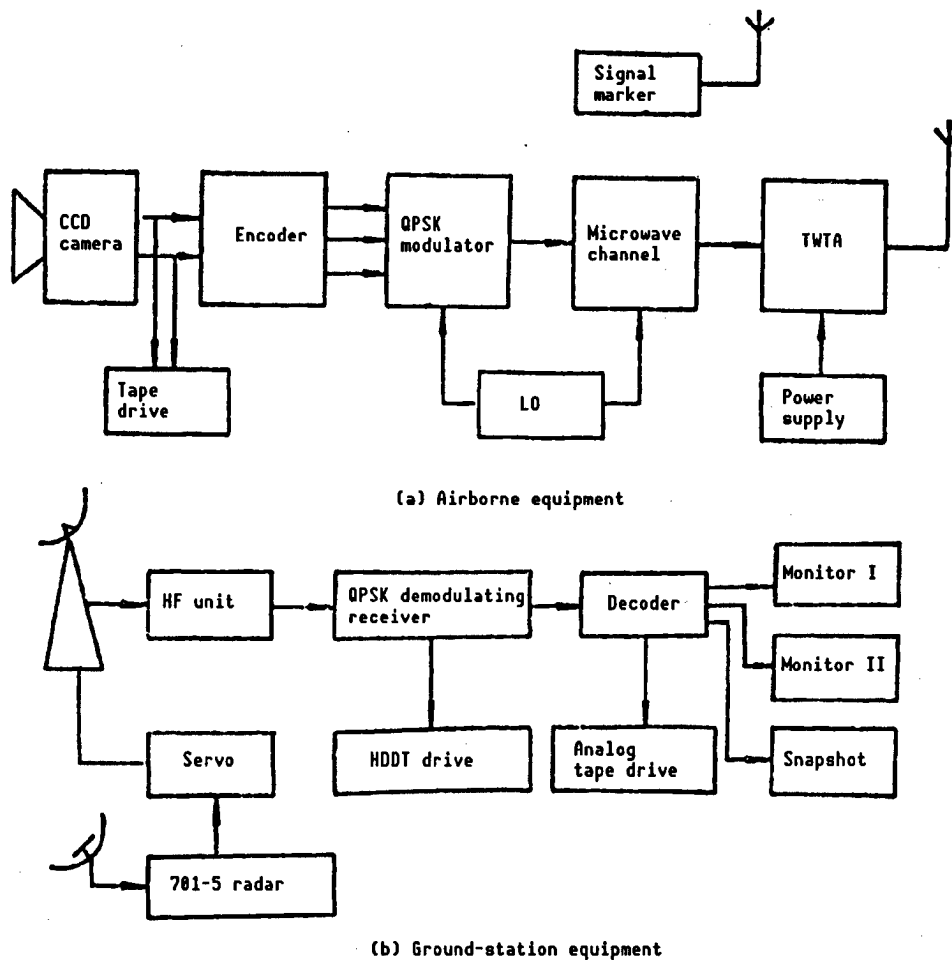 Signal
marker
CCD
camera
Encoder
QPSK
modulator
Microwave
channel
TWTA
Tape
drive
LO
Power
supply
(a) Airborne equipment
HF unit
QPSK demodulating
receiver
Decoder
Monitor I
Monitor II
Servo
HDDT drive
Analog
tape drive
Snapshot
701-5 radar
(b) Ground-station equipment